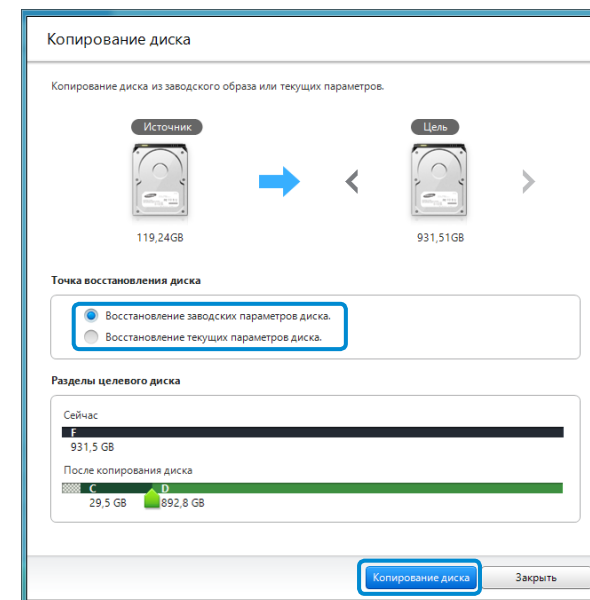 Копирование диска
Копирование диска из заводского образа или текущих параметров.
Источник
Цель
119,24GB
931,51GB
Точка восстановления диска
Восстановление заводских параметров диска.
Восстановление текущих параметров диска.
Разделы целевого диска
Сейчас
F
931,5 GB
После копирования диска
C D
29,5 GB 892,8 GB
Копирование диска Закрыть